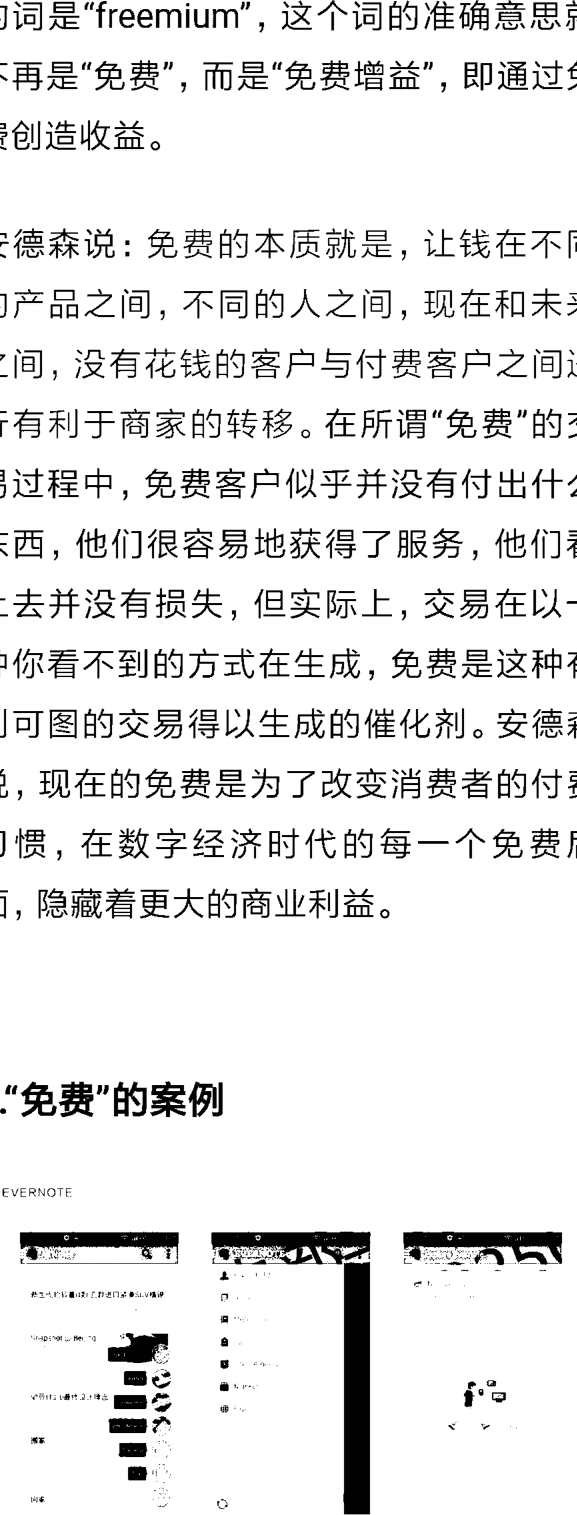 的词是“freemium”，这个词的准确意思就
不再是“免费”，而是“免费增益”，即通过免
费创造收益。
安德森说：免费的本质就是，让钱在不同
的产品之间，不同的人之间，现在和未来
之间，没有花钱的客户与付费客户之间进
行有利于商家的转移。在所谓“免费”的交
易过程中，免费客户似乎并没有付出什么
东西，他们很容易地获得了服务，他们看
上去并没有损失，但实际上，交易在以一
种你看不到的方式在生成，免费是这种有
利可图的交易得以生成的催化剂。安德森
说，现在的免费是为了改变消费者的付费
习惯，在数字经济时代的每一个免费后
面，隐藏着更大的商业利益。
.“免费”的案例
EVERNOTE
搬家